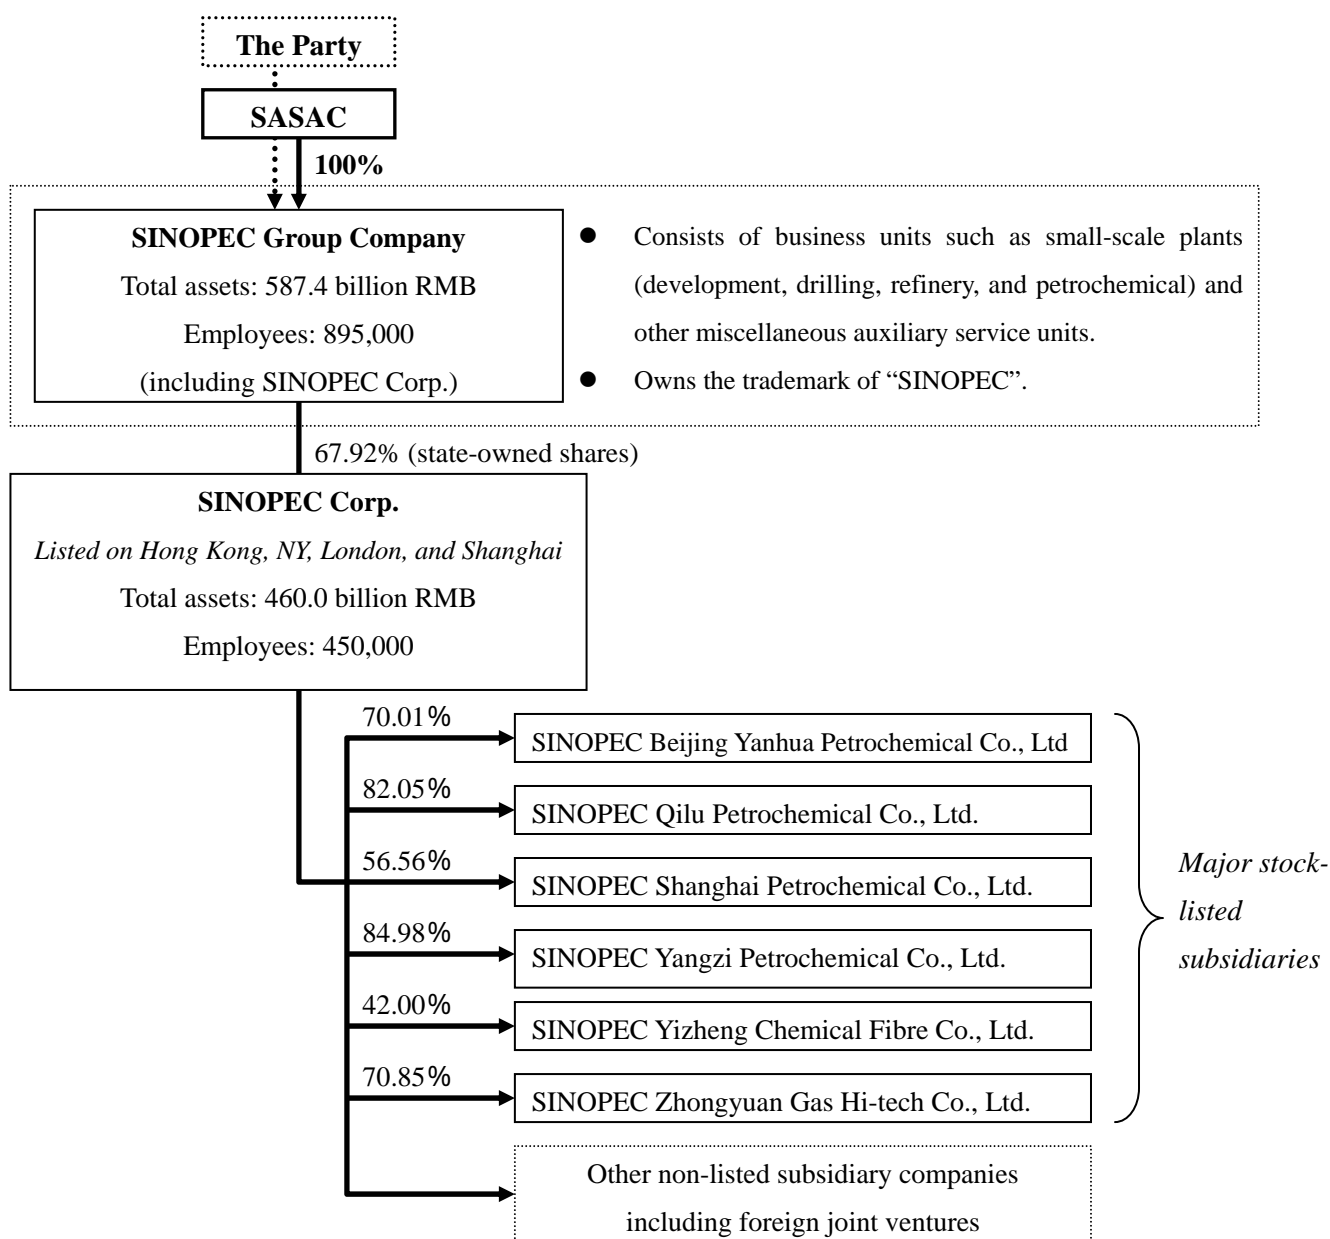 The Party
SASAC
100%
SINOPEC Group Company
Total assets: 587.4 billion RMB
Employees: 895,000
(including SINOPEC Corp.)
● Consists of business units such as small-scale plants
(development, drilling, refinery, and petrochemical) and
other miscellaneous auxiliary service units.
● Owns the trademark of “SINOPEC”.
67.92% (state-owned shares)
SINOPEC Corp.
Listed on Hong Kong, NY, London, and Shanghai
Total assets: 460.0 billion RMB
Employees: 450,000
70.01%
SINOPEC Beijing Yanhua Petrochemical Co., Ltd
82.05%
SINOPEC Qilu Petrochemical Co., Ltd.
56.56%
SINOPEC Shanghai Petrochemical Co., Ltd.
84.98%
SINOPEC Yangzi Petrochemical Co., Ltd.
42.00%
SINOPEC Yizheng Chemical Fibre Co., Ltd.
70.85%
SINOPEC Zhongyuan Gas Hi-tech Co., Ltd.
Major stock-
listed
subsidiaries
Other non-listed subsidiary companies
including foreign joint ventures